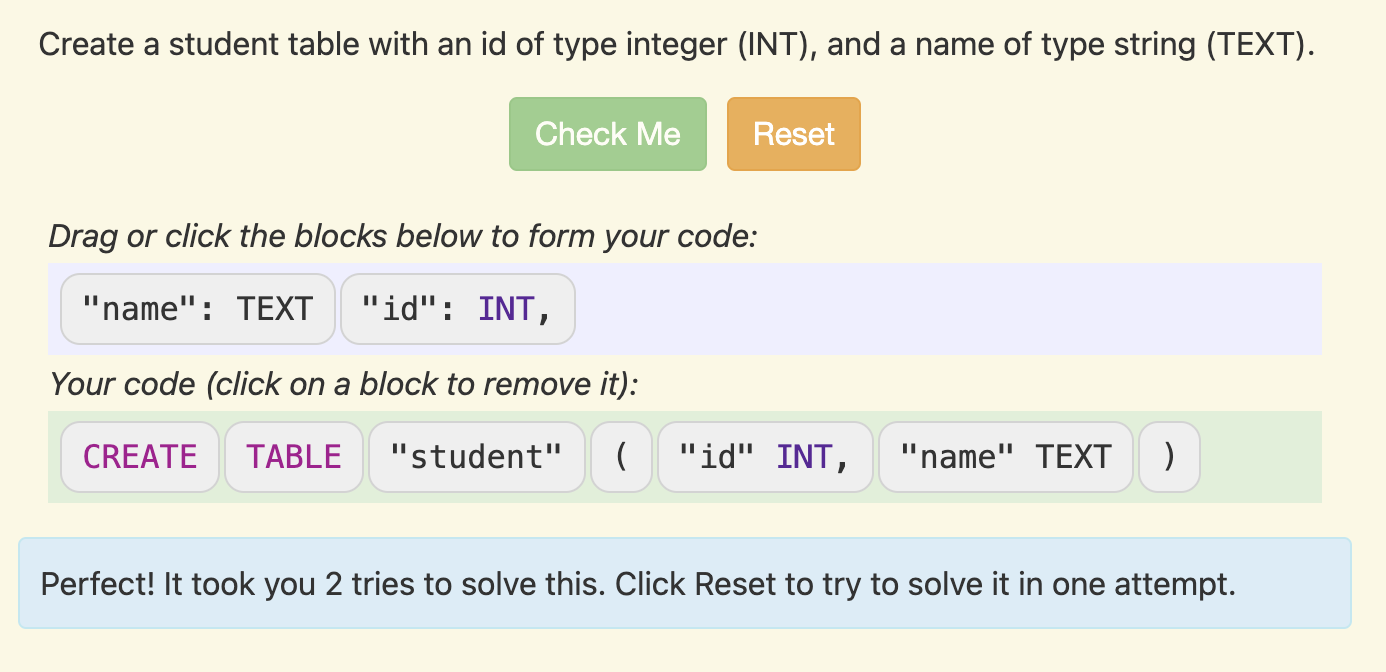 Create a student table with an id of type integer (INT), and a name of type string (TEXT).
Check Me Reset
Drag or click the blocks below to form your code:
"name": TEXT "id": INT,
Your code (click on a block to remove it):
CREATE TABLE "student" ( "id" INT, "name" TEXT )
Perfect! It took you 2 tries to solve this. Click Reset to try to solve it in one attempt.